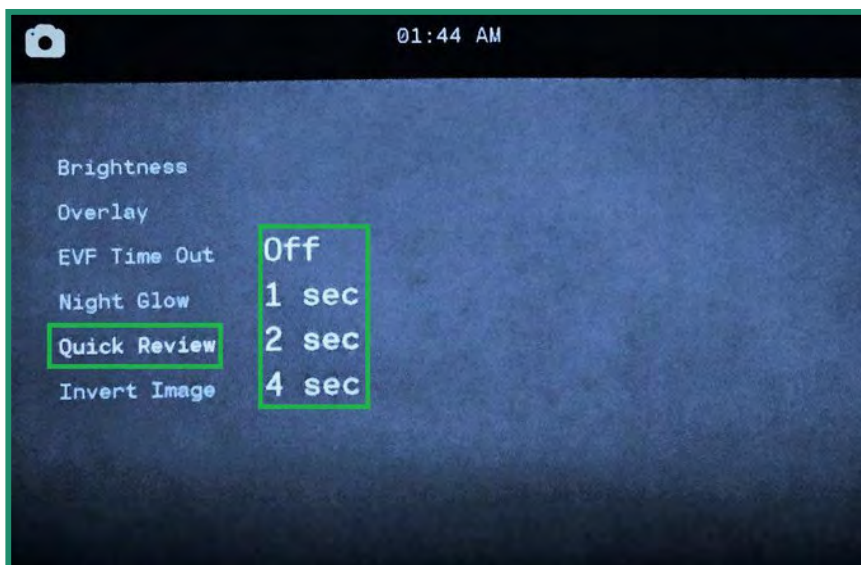 01:44 AM
Brightness
Overlay
EVF Time Out
Night Glow
Quick Review
Invert Image
Off
1 sec
2 sec
4 sec